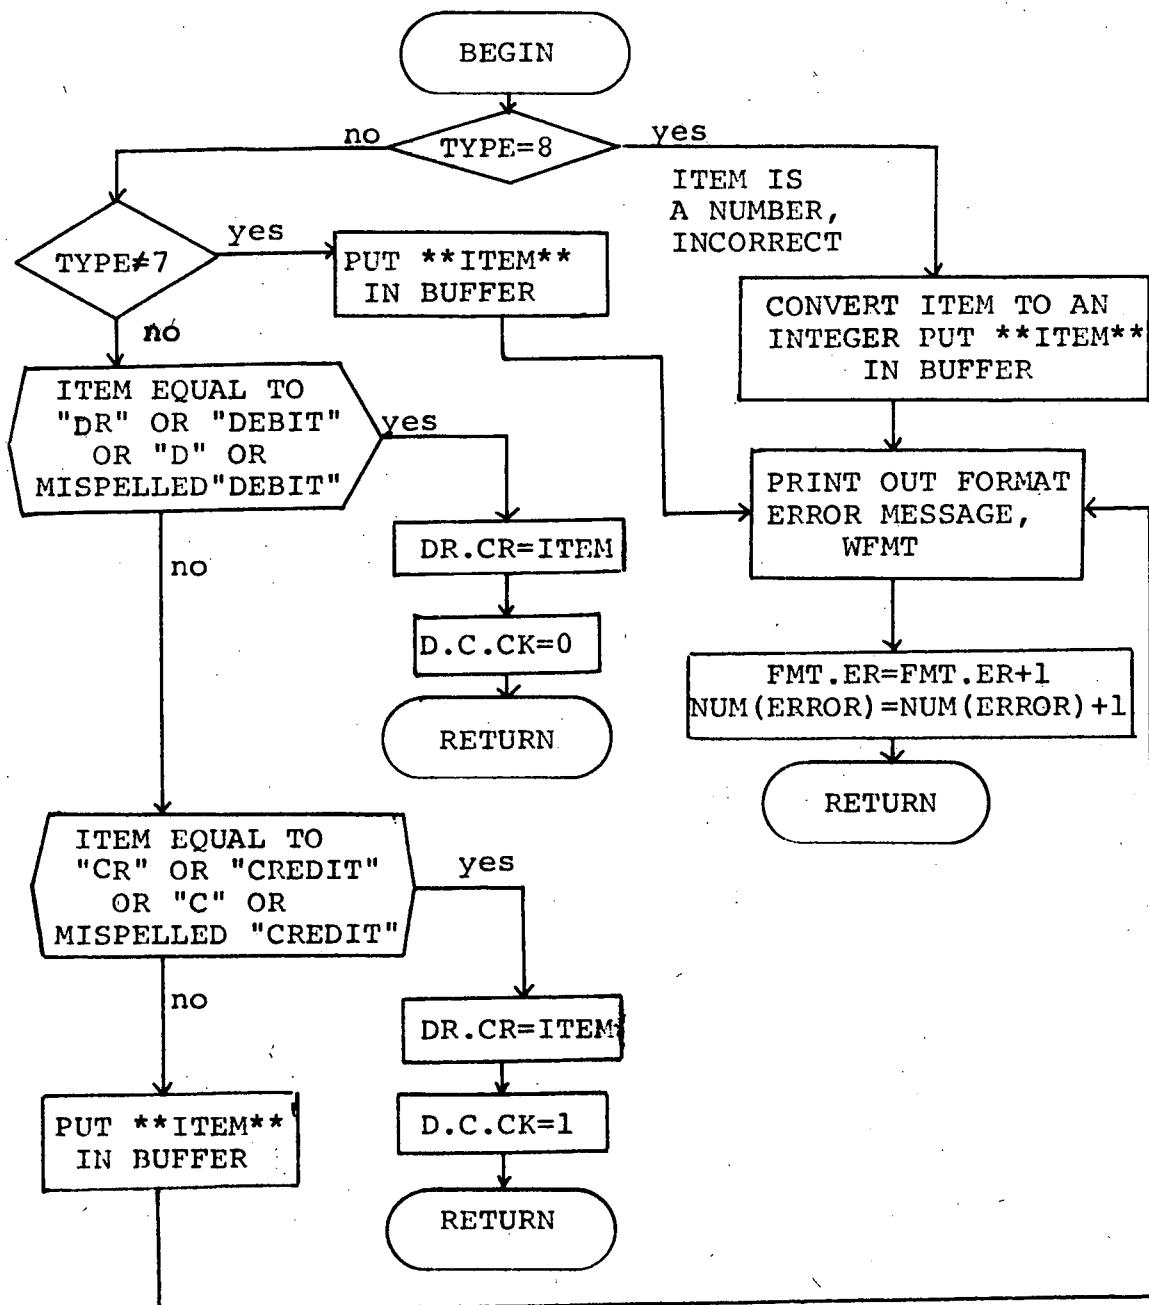 BEGIN
TYPE=8
no
yes
ITEM IS
A NUMBER,
INCORRECT
TYPE≠7
yes
no
PUT **ITEM**
IN BUFFER
CONVERT ITEM TO AN
INTEGER PUT **ITEM**
IN BUFFER
ITEM EQUAL TO
"DR" OR "DEBIT"
OR "D" OR
MISPELLED"DEBIT"
yes
no
PRINT OUT FORMAT
ERROR MESSAGE,
WFMT
DR.CR=ITEM
D.C.CK=0
RETURN
FMT.ER=FMT.ER+1
NUM(ERROR)=NUM(ERROR)+1
RETURN
ITEM EQUAL TO
"CR" OR "CREDIT"
OR "C" OR
MISPELLED "CREDIT"
yes
no
DR.CR=ITEM
D.C.CK=1
RETURN
PUT **ITEM**
IN BUFFER